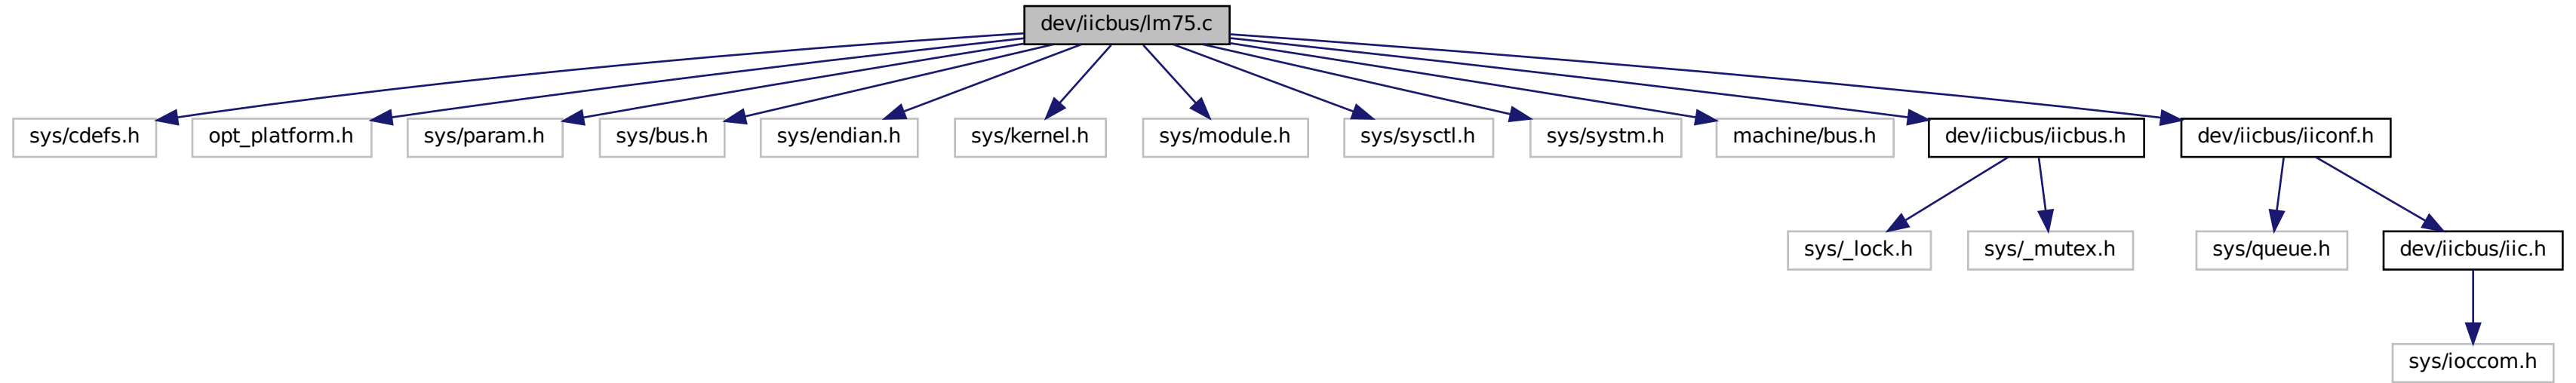 dev/iicbus/lm75.c
sys/cdefs.h
opt_platform.h
sys/param.h
sys/bus.h
sys/endian.h
sys/kernel.h
sys/module.h
sys/sysctl.h
sys/systm.h
machine/bus.h
dev/iicbus/iicbus.h
dev/iicbus/iiconf.h
sys/_lock.h
sys/_mutex.h
sys/queue.h
dev/iicbus/iic.h
sys/ioccom.h